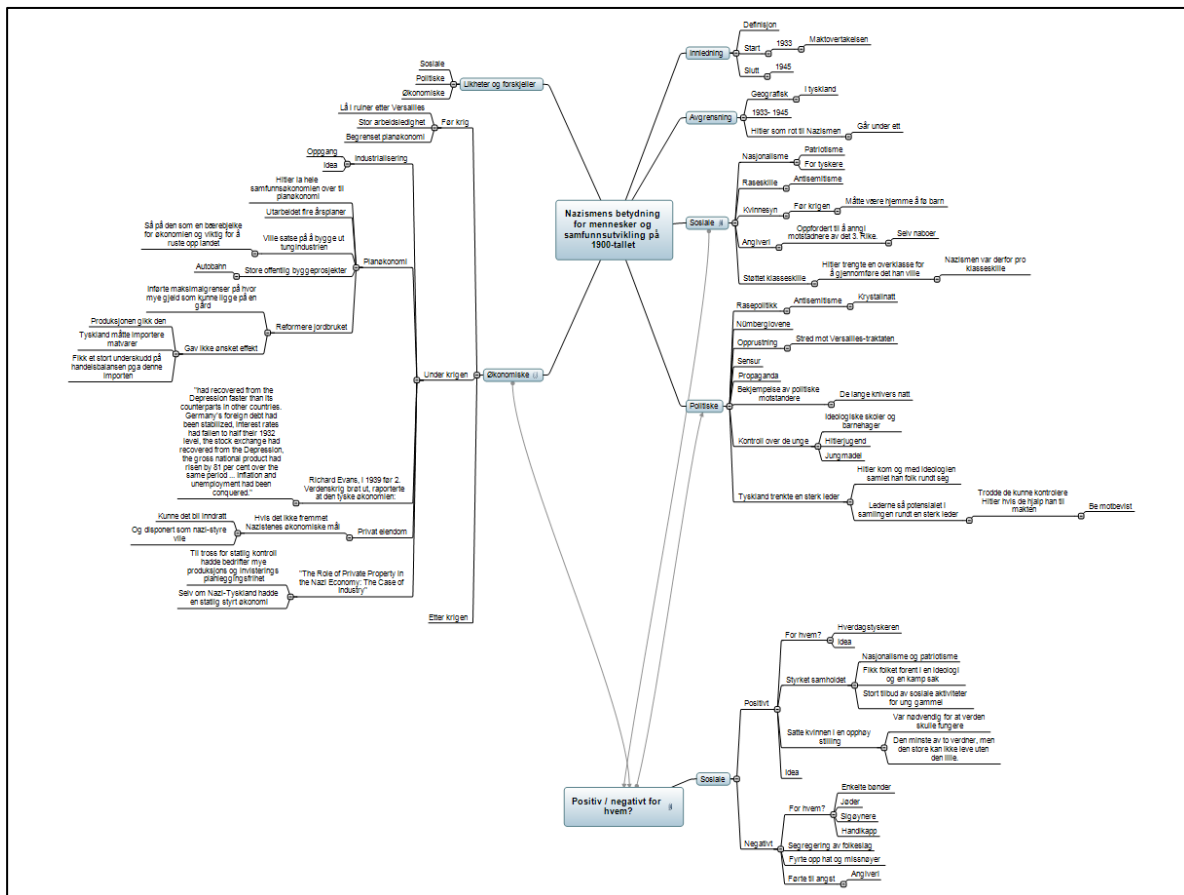 Nazismens betydning
for mennesker og
samfunnsutvikling på
1900-tallet
Innledning
Definisjon
Start
1933
Maktovertakelsen
Slutt
1945
Avgrensning
Geografisk
I tyskland
1933- 1945
Hitler som rot til Nazismen
Går under ett
Sosiale
Nasjonalisme
Patriotisme
For tyskere
Raseskille
Antisemitisme
Kvinnesyn
Før krigen
Måtte være hjemme å fø barn
Angiveri
Oppfordert til å anngi
motstadnere av det 3. Rike.
Selv naboer
Støttet klasseskille
Hitler trengte en overklasse for
å gjennomføre det han ville
Nazismen var derfor pro
klasseskille
Politiske
Rasepolitikk
Antisemitisme
Krystallnatt
Nürnberglovene
Opprustning
Stred mot Versailles-traktaten
Sensur
Propaganda
Bekjempelse av politiske
motstandere
De lange knivers natt
Kontroll over de unge
Ideologiske skoler og
barnehager
Hitlerjugend
Jungmadel
Tyskland trenkte en sterk leder
Hitler kom og med ideologien
samlet han folk rundt seg
Lederne så potensialet i
samlingen rundt en sterk leder
Trodde de kunne kontrolere
Hitler hvis de hjalp han til
makten
Be motbevist
Likheter og forskjeller
Sosiale
Politiske
Økonomiske
Økonomiske
Før krig
Lå i ruiner etter Versailles
Stor arbeidsledighet
Begrenset planøkonomi
Under krigen
Industrialisering
Oppgang
Idea
Planøkonomi
Hitler la hele
samfunnsøkonomien over til
planøkonomi
Utarbeidet fire årsplaner
Ville satse på å bygge ut
tungindustrien
Så på den som en bærebjelke
for økonomien og viktig for å
ruste opp landet
Store offentlig byggeprosjekter
Autobahn
Reformere jordbruket
Innførte maksimalgrenser på hvor
mye gjeld som kunne ligge på en
gård
Gav ikke ønsket effekt
Produksjonen gikk den
Tyskland måtte importere
matvarer
Fikk et stort underskudd på
handelsbalansen pga denne
importen
Richard Evans, i 1939 før 2.
Verdenskrig brøt ut, raporterte
at den tyske økonomien:
"had recovered from the
Depression faster than its
counterparts in other countries.
Germany's foreign debt had
been stabilized, interest rates
had fallen to half their 1932
level, the stock exchange had
recovered from the Depression,
the gross national product had
risen by 81 per cent over the
same period ... Inflation and
unemployment had been
conquered."
Privat eiendom
Hvis det ikke fremmet
Nazistenes økonomiske mål
Kunne det bli inndratt
Og disponert som nazi-styre
ville
"The Role of Private Property in
the Nazi Economy: The Case of
Industry"
Til tross for statlig kontroll
hadde bedrifter mye
produksjons og invisterings
planleggingsfrihet
Selv om Nazi-Tyskland hadde
en statlig styrt økonomi
Etter krigen
Positiv / negativt for
hvem?
Sosiale
Positivt
For hvem?
Hverdagstyskeren
Idea
Styrket samholdet
Nasjonalisme og patriotisme
Fikk folket forent i en ideologi
og en kamp sak
Stort tilbud av sosiale aktiviteter
for ung gammel
Satte kvinnen i en opphøy
stilling
Var nødvendig for at verden
skulle fungere
Den minste av to verdner, men
den store kan ikke leve uten
den lille.
Idea
Negativt
For hvem?
Enkelte bønder
Jøder
Sigøynere
Handikapp
Segregering av folkeslag
Fyrte opp hat og missnøyer
Førte til angst
Angiveri